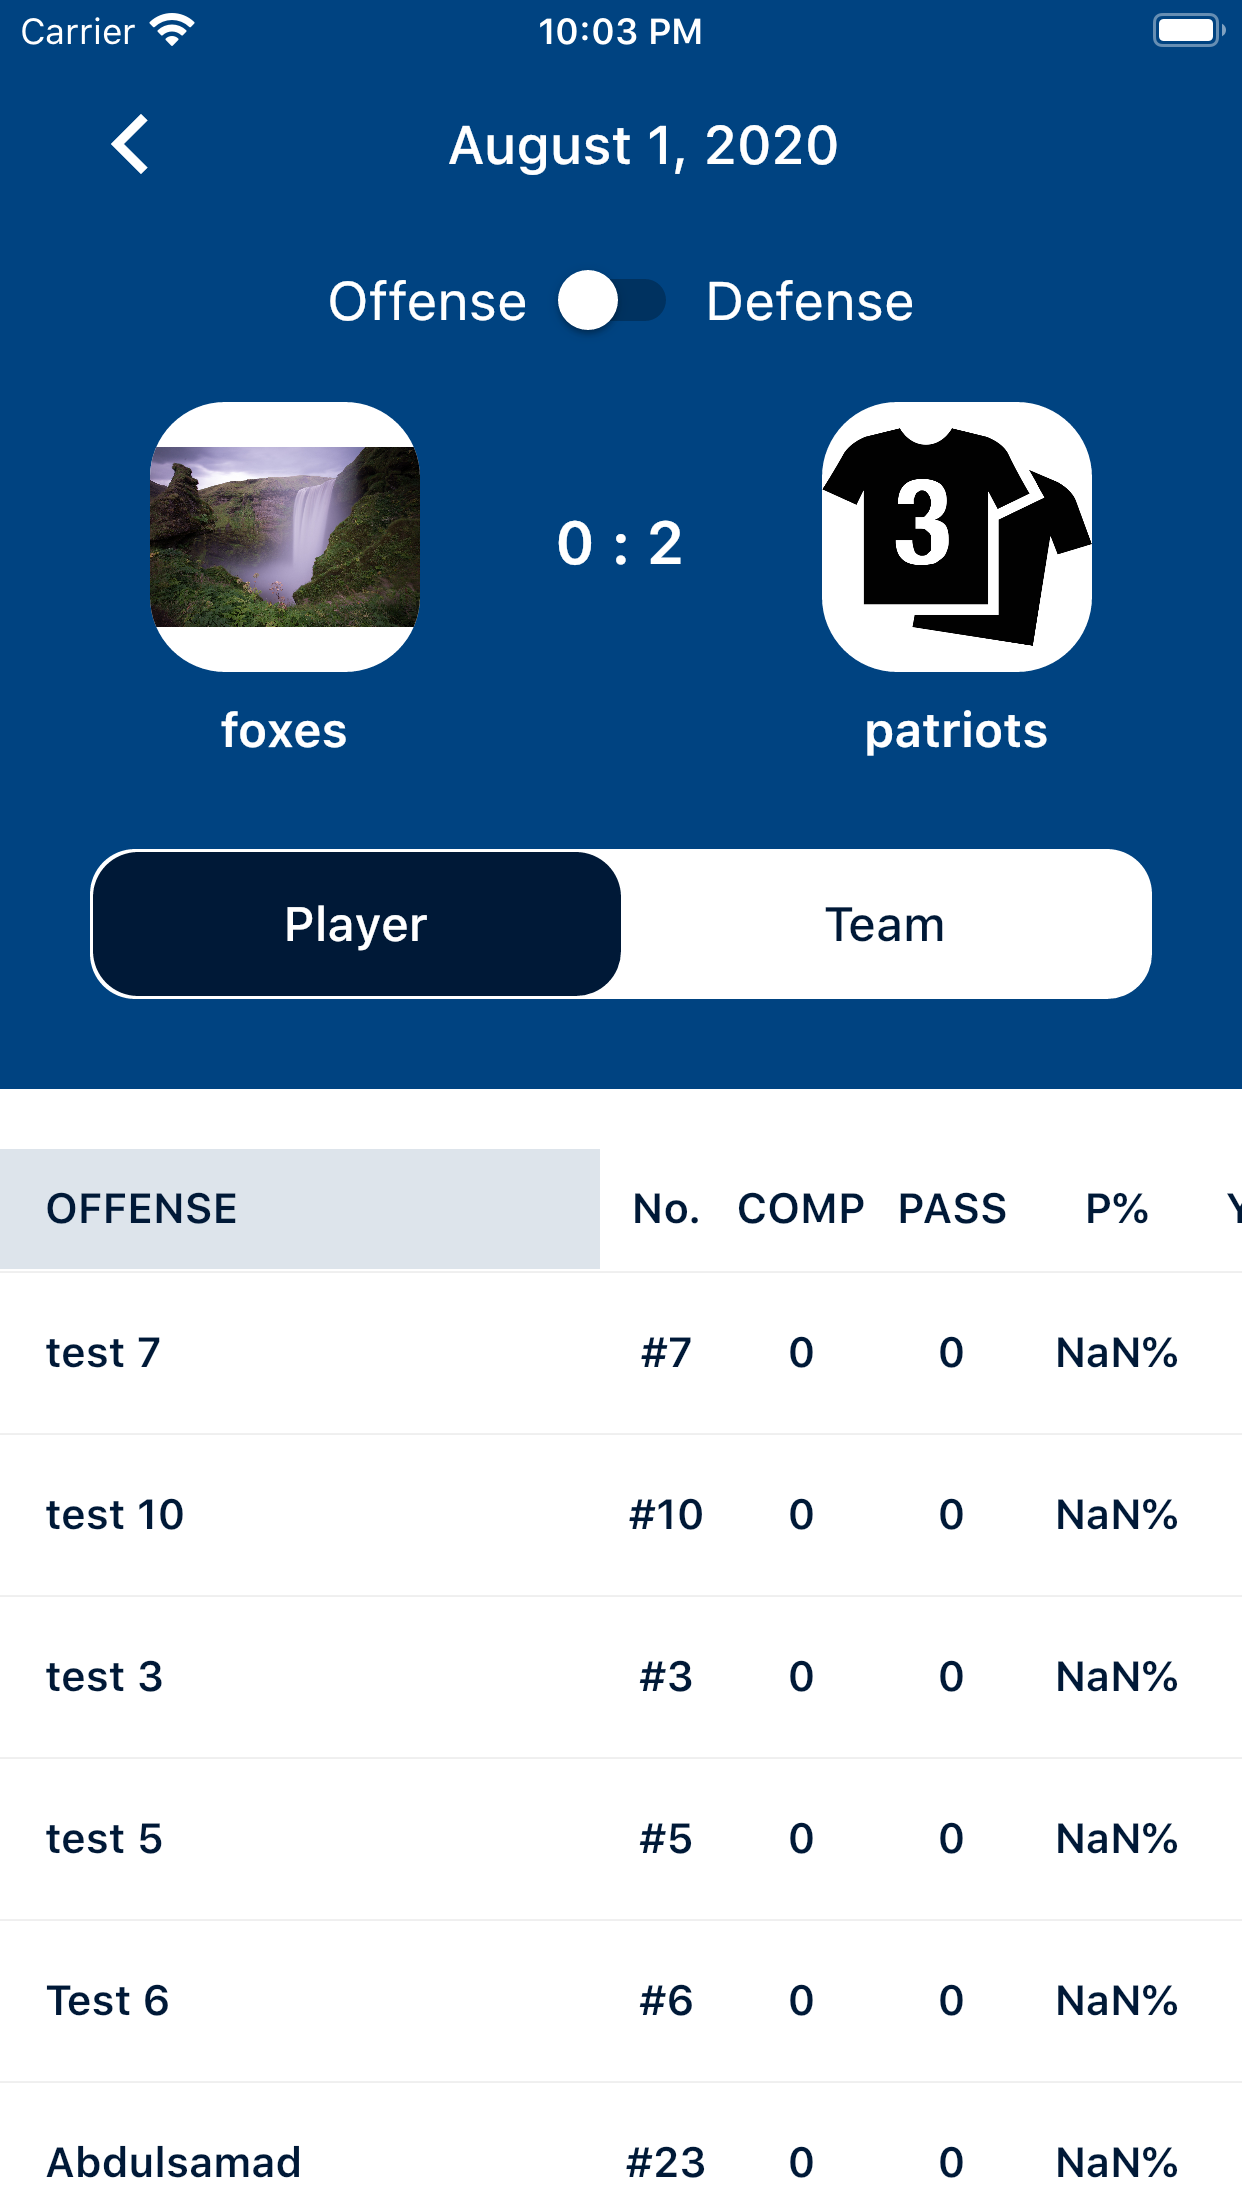 Carrier 10:03 PM
August 1, 2020
Offense Defense
3
0 : 2
foxes patriots
Player Team
OFFENSE No. COMP PASS P% Y
test 7 #7 0 0 NaN%
test 10 #10 0 0 NaN%
test 3 #3 0 0 NaN%
test 5 #5 0 0 NaN%
Test 6 #6 0 0 NaN%
Abdulsamad #23 0 0 NaN%